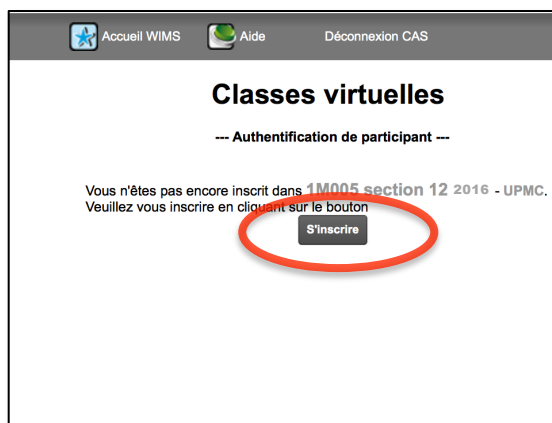 Accueil WIMS Aide Déconnexion CAS
Classes virtuelles
--- Authentification de participant ---
Vous n'êtes pas encore inscrit dans 1M005 section 12 2016 - UPMC.
Veuillez vous inscrire en cliquant sur le bouton
S'inscrire